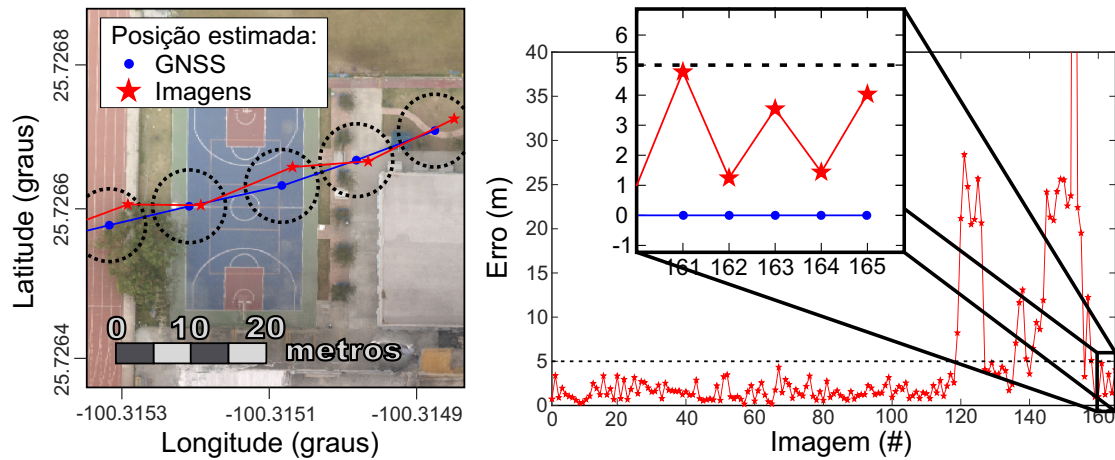 Posição estimada:
GNSS
Imagens
25.7268
25.7266
25.7264
Latitude (graus)
0 10 20
metros
-100.3153 -100.3151 -100.3149
Longitude (graus)
6
5
4
3
2
1
0
-1
161 162 163 164 165
40
35
30
25
20
15
10
5
0
Erro (m)
0 20 40 60 80 100 120 140 160
Imagem (#)